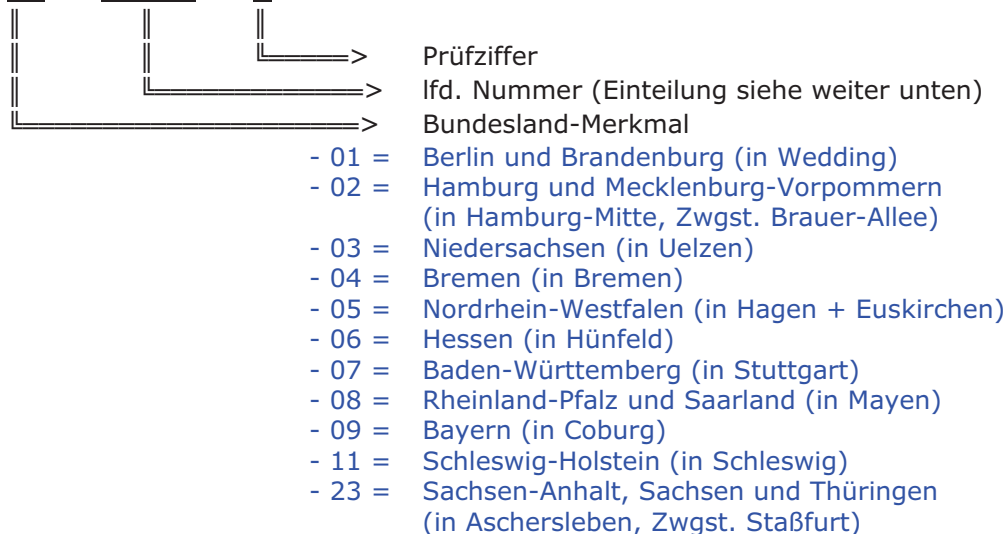 Prüfziffer
lfd. Nummer (Einteilung siehe weiter unten)
Bundesland-Merkmal
- 01 = Berlin und Brandenburg (in Wedding)
- 02 = Hamburg und Mecklenburg-Vorpommern
(in Hamburg-Mitte, Zwgst. Brauer-Allee)
- 03 = Niedersachsen (in Uelzen)
- 04 = Bremen (in Bremen)
- 05 = Nordrhein-Westfalen (in Hagen + Euskirchen)
- 06 = Hessen (in Hünfeld)
- 07 = Baden-Württemberg (in Stuttgart)
- 08 = Rheinland-Pfalz und Saarland (in Mayen)
- 09 = Bayern (in Coburg)
- 11 = Schleswig-Holstein (in Schleswig)
- 23 = Sachsen-Anhalt, Sachsen und Thüringen
(in Aschersleben, Zwgst. Staßfurt)